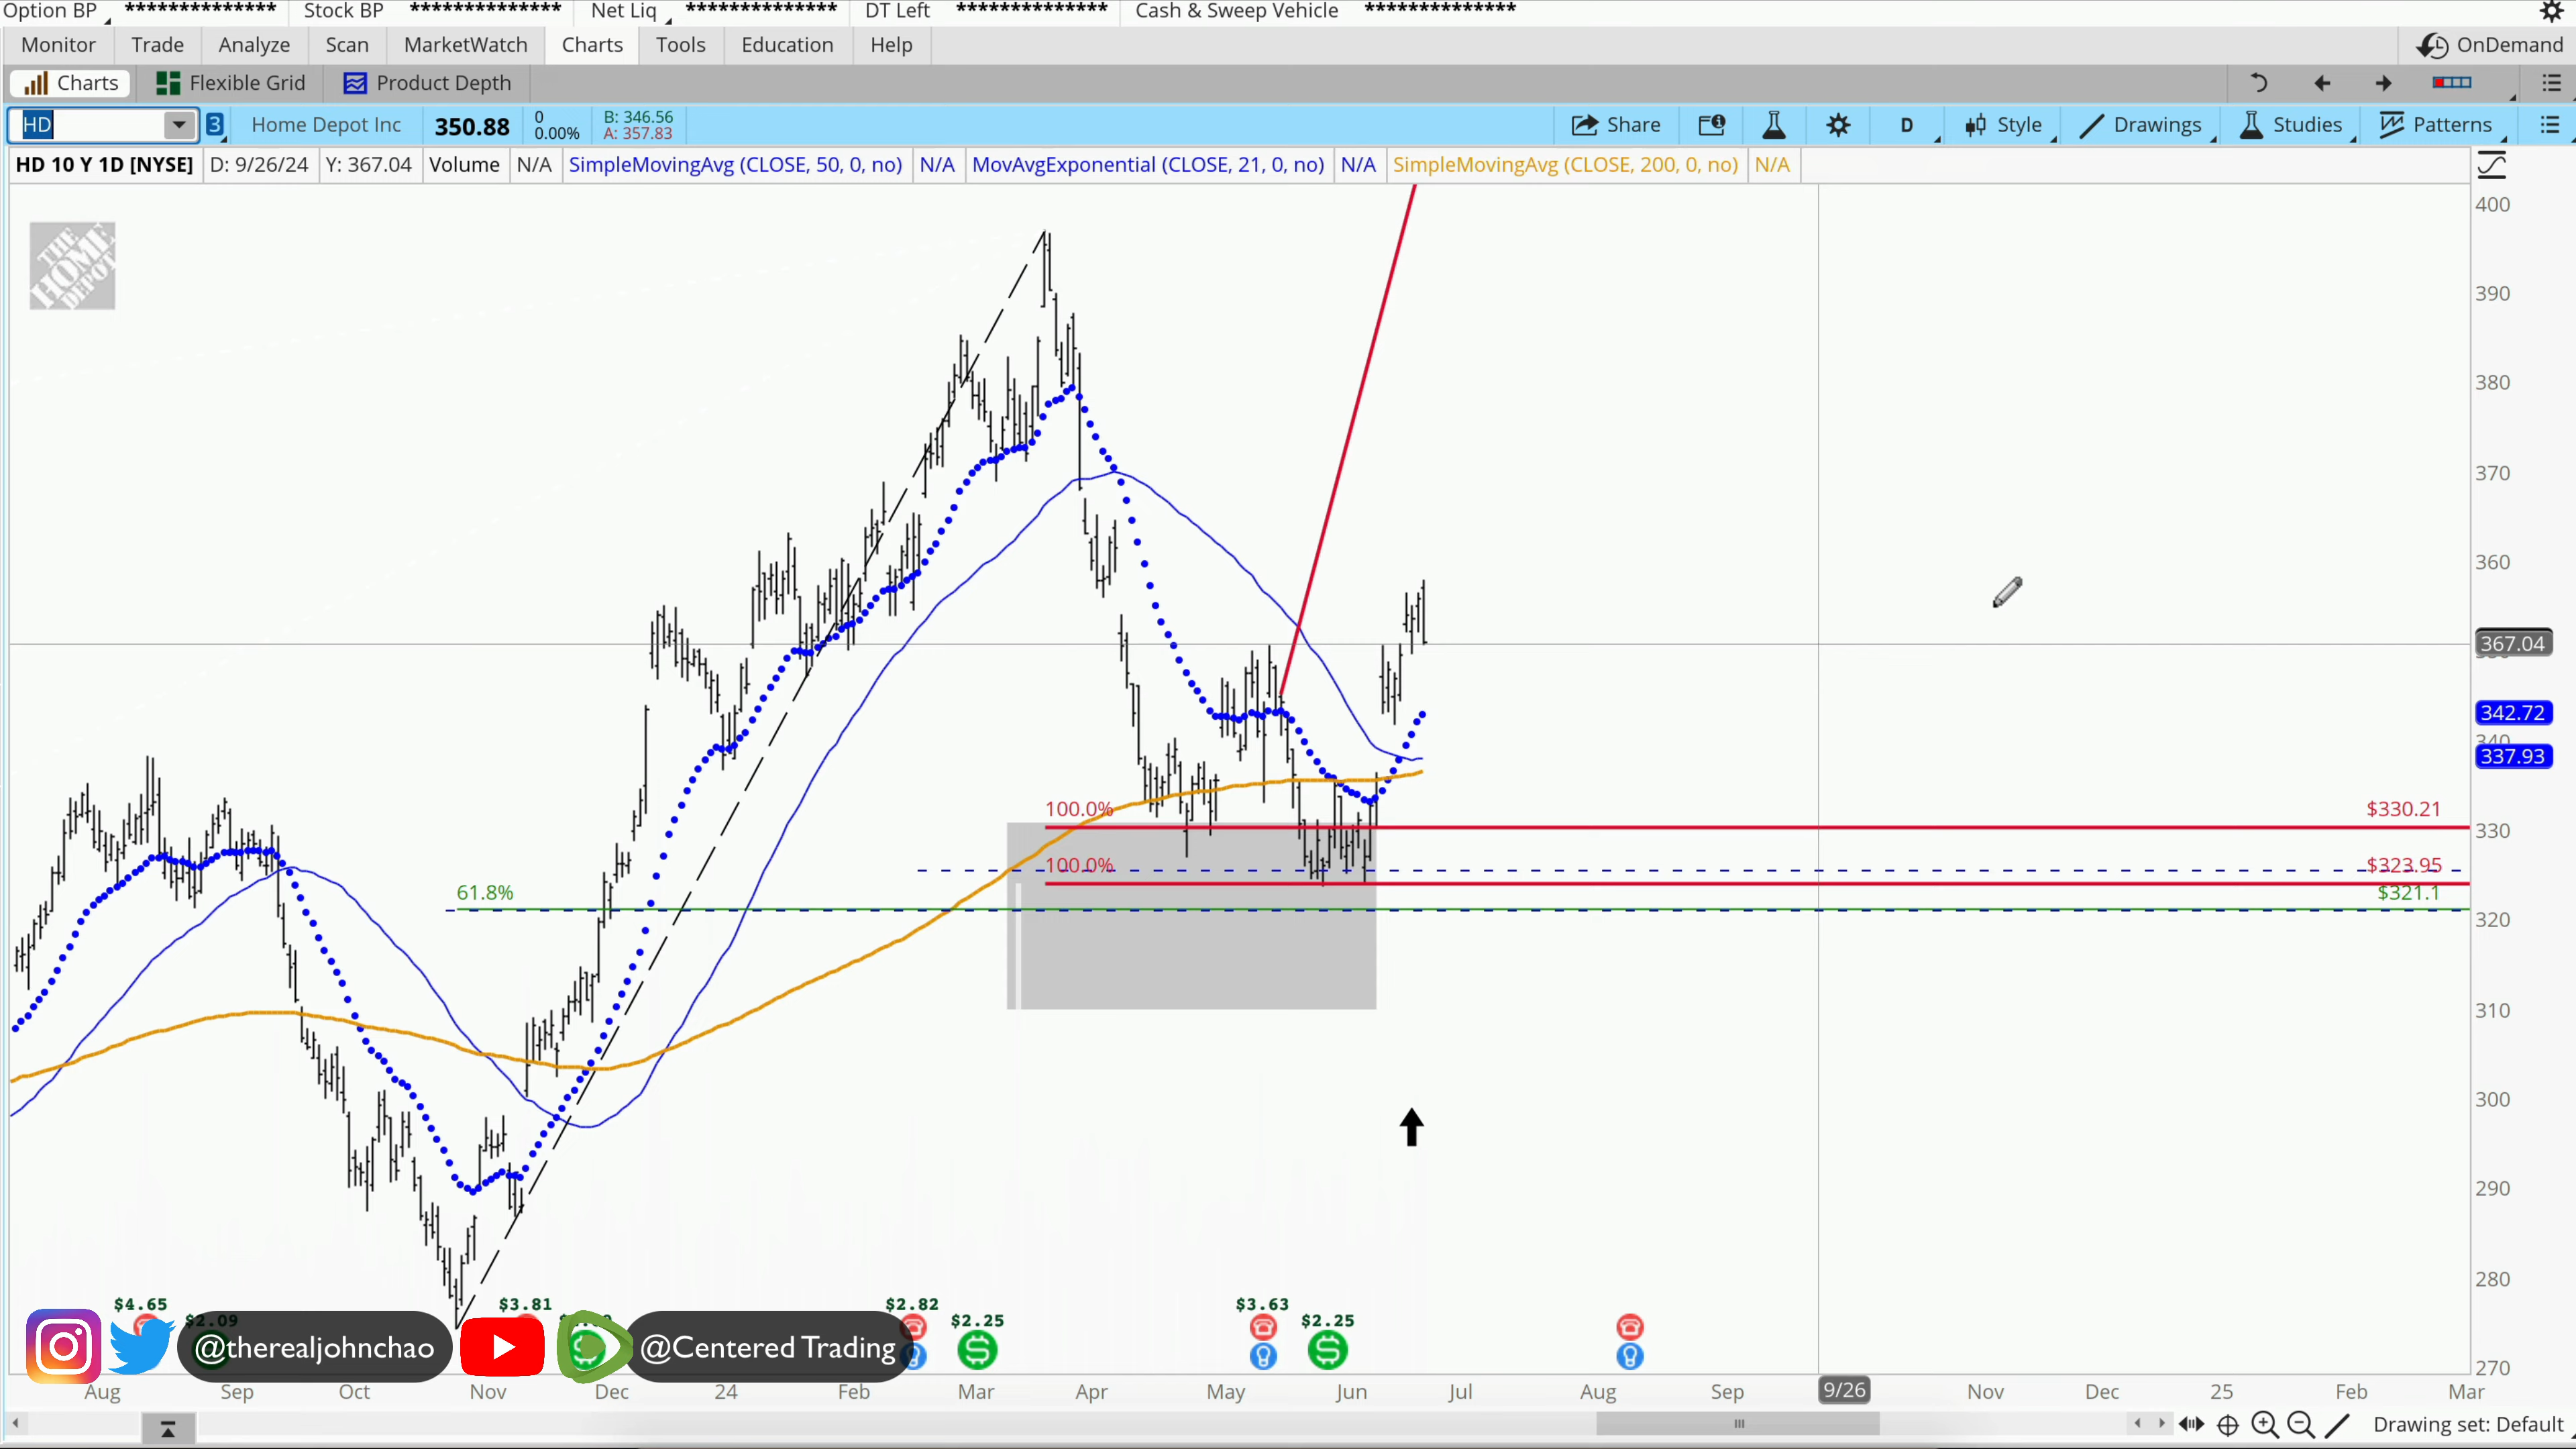 Option BP ************** Stock BP ************** Net Liq ************** DT Left ************** Cash & Sweep Vehicle **************
Monitor Trade Analyze Scan MarketWatch Charts Tools Education Help OnDemand
Charts Flexible Grid Product Depth
HD 3 Home Depot Inc 350.88 0 0.00% B: 346.56 A: 357.83 Share D Style Drawings Studies Patterns
HD 10 Y 1D [NYSE] D: 9/26/24 Y: 367.04 Volume N/A SimpleMovingAvg (CLOSE, 50, 0, no) N/A MovAvgExponential (CLOSE, 21, 0, no) N/A SimpleMovingAvg (CLOSE, 200, 0, no) N/A
THE HOME DEPOT
400
390
380
370
360
367.04
342.72
340
337.93
100.0% $330.21
330
100.0% $323.95
61.8% $321.1
320
310
300
290
280
$4.65 $3.81 $2.82 $3.63
$2.09 $2.25 $2.25
@therealjohnchao @Centered Trading
270
Aug Sep Oct Nov Dec 24 Feb Mar Apr May Jun Jul Aug Sep 9/26 Nov Dec 25 Feb Mar
Drawing set: Default